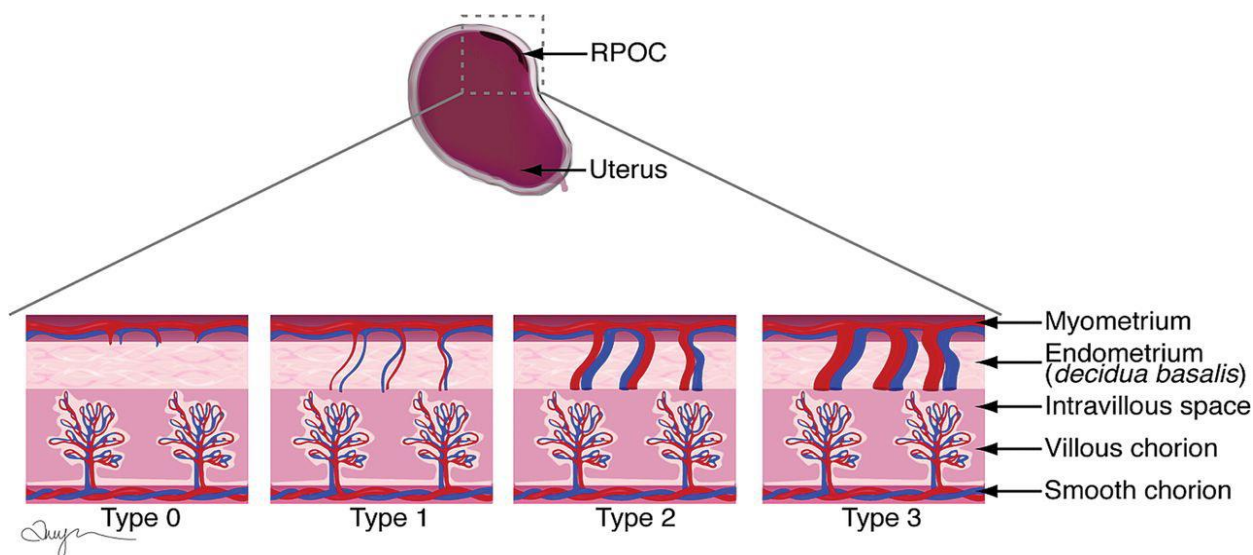 RPOC
Uterus
Myometrium
Endometrium
(decidua basalis)
Intravillous space
Villous chorion
Smooth chorion
Type 0
Type 1
Type 2
Type 3